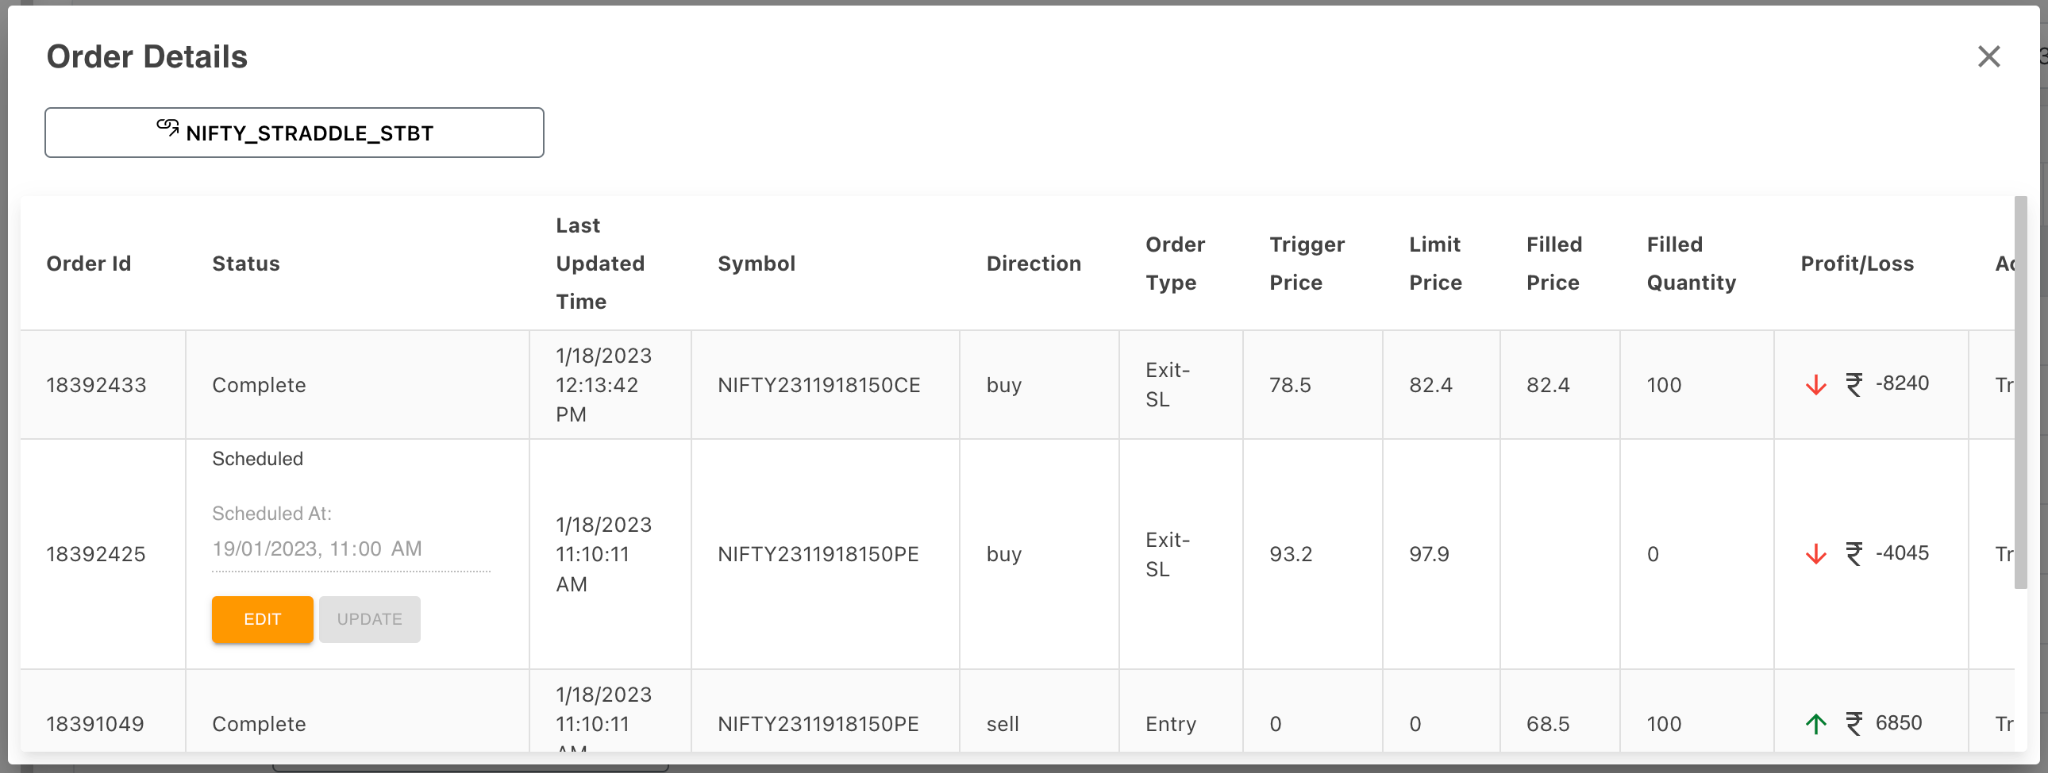 Order Details
NIFTY_STRADDLE_STBT
Order Id
Status
Last
Updated
Time
Symbol
Direction
Order
Type
Trigger
Price
Limit
Price
Filled
Price
Filled
Quantity
Profit/Loss
18392433
Complete
1/18/2023
12:13:42
PM
NIFTY2311918150CE
buy
Exit-
SL
78.5
82.4
82.4
100
₹ -8240
Tr
18392425
Scheduled
Scheduled At:
19/01/2023, 11:00 AM
EDIT
UPDATE
1/18/2023
11:10:11
AM
NIFTY2311918150PE
buy
Exit-
SL
93.2
97.9
0
₹ -4045
Tr
18391049
Complete
1/18/2023
11:10:11
AM
NIFTY2311918150PE
sell
Entry
0
0
68.5
100
₹ 6850
Tr